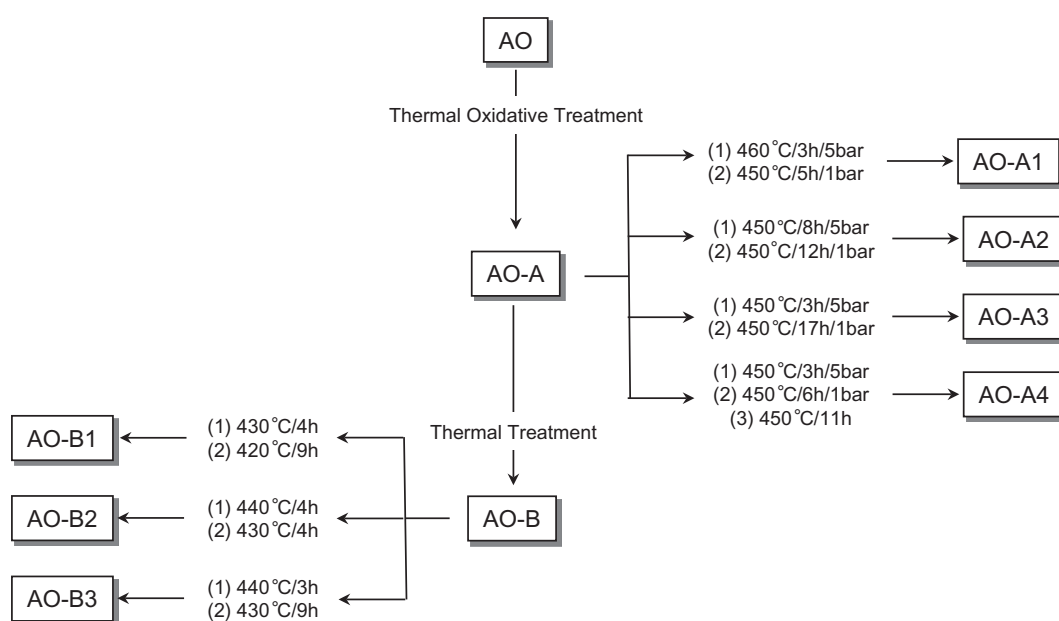 AO
Thermal Oxidative Treatment
(1) 460°C/3h/5bar
(2) 450°C/5h/1bar
AO-A1
(1) 450°C/8h/5bar
(2) 450°C/12h/1bar
AO-A2
AO-A
(1) 450°C/3h/5bar
(2) 450°C/17h/1bar
AO-A3
(1) 450°C/3h/5bar
(2) 450°C/6h/1bar
(3) 450°C/11h
AO-A4
Thermal Treatment
AO-B1
(1) 430°C/4h
(2) 420°C/9h
AO-B2
(1) 440°C/4h
(2) 430°C/4h
AO-B
AO-B3
(1) 440°C/3h
(2) 430°C/9h